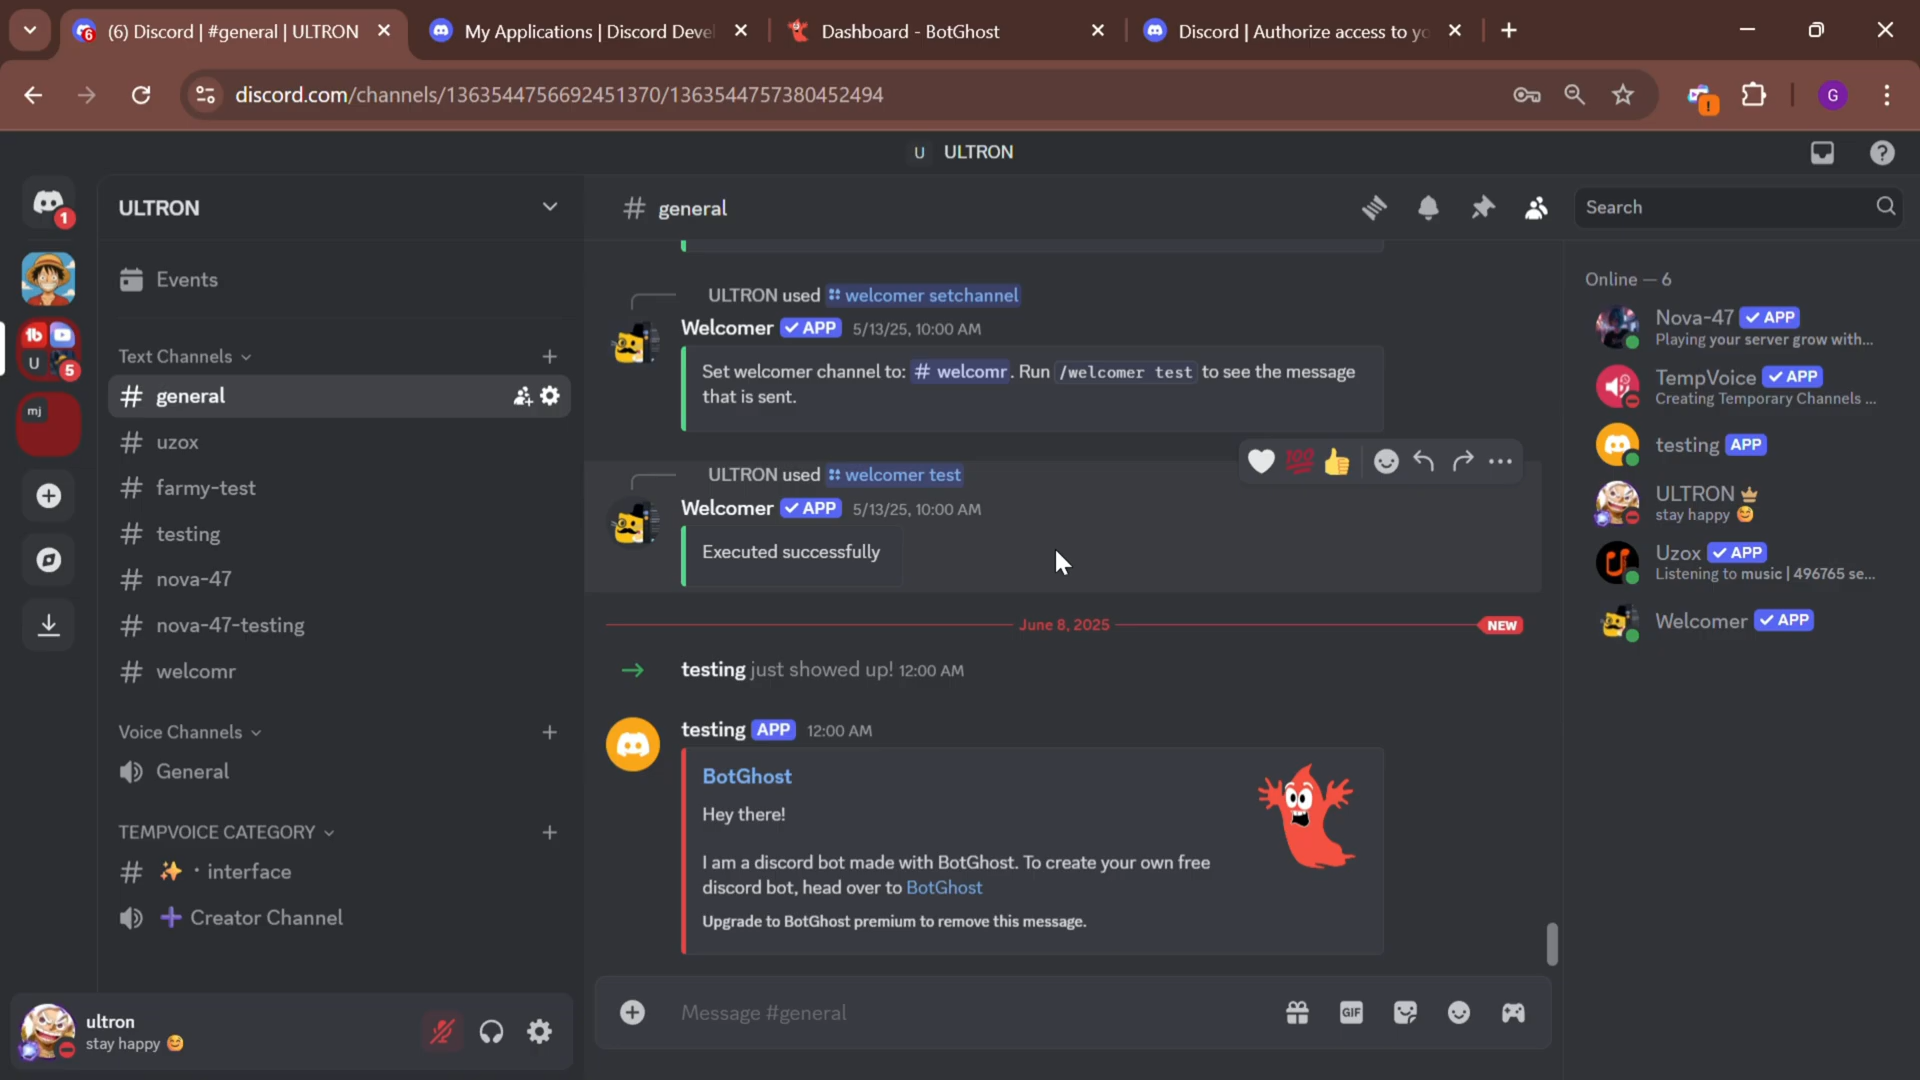 (6) Discord | #general | ULTRON
My Applications | Discord Devel
Dashboard - BotGhost
Discord | Authorize access to yo
discord.com/channels/1363544756692451370/1363544757380452494
G
U ULTRON
1
ULTRON
# general
Search
Events
Text Channels
# general
# uzox
# farmy-test
# testing
# nova-47
# nova-47-testing
# welcomr
Voice Channels
General
TEMPVOICE CATEGORY
# ✨・interface
➕ Creator Channel
U
5
mj
ultron
stay happy 😊
ULTRON used welcomer setchannel
Welcomer ✓ APP 5/13/25, 10:00 AM
Set welcomer channel to: # welcomr. Run /welcomer test to see the message
that is sent.
💯
ULTRON used welcomer test
Welcomer ✓ APP 5/13/25, 10:00 AM
Executed successfully
June 8, 2025
NEW
testing just showed up! 12:00 AM
testing APP 12:00 AM
BotGhost
Hey there!
I am a discord bot made with BotGhost. To create your own free
discord bot, head over to BotGhost
Upgrade to BotGhost premium to remove this message.
Message #general
GIF
Online — 6
Nova-47 ✓ APP
Playing your server grow with...
TempVoice ✓ APP
Creating Temporary Channels ...
testing APP
ULTRON
stay happy 😊
Uzox ✓ APP
Listening to music | 496765 se...
Welcomer ✓ APP